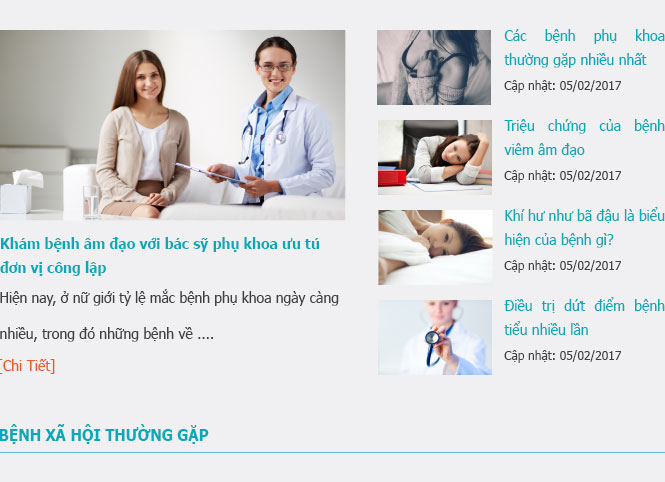 Khám bệnh âm đạo với bác sỹ phụ khoa ưu tú
đơn vị công lập
Hiện nay, ở nữ giới tỷ lệ mắc bệnh phụ khoa ngày càng
nhiều, trong đó những bệnh về ....
[Chi Tiết]
Các bệnh phụ khoa
thường gặp nhiều nhất
Cập nhật: 05/02/2017
Triệu chứng của bệnh
viêm âm đạo
Cập nhật: 05/02/2017
Khí hư như bã đậu là biểu
hiện của bệnh gì?
Cập nhật: 05/02/2017
Điều trị dứt điểm bệnh
tiểu nhiều lần
Cập nhật: 05/02/2017
BỆNH XÃ HỘI THƯỜNG GẶP